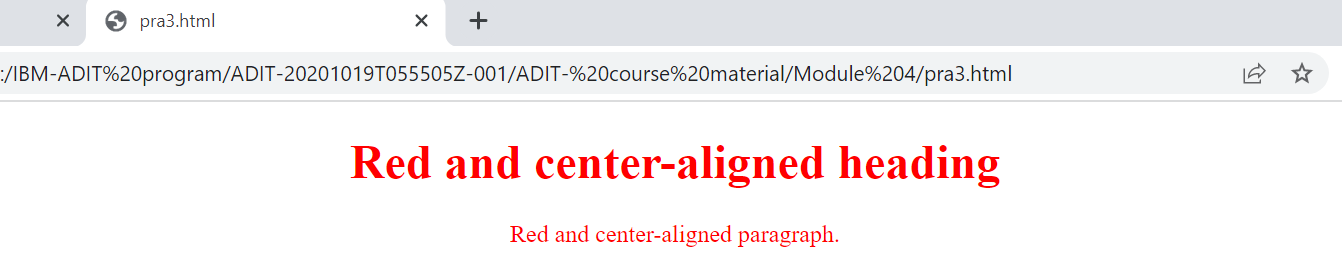 pra3.html
:/IBM-ADIT%20program/ADIT-20201019T055505Z-001/ADIT-%20course%20material/Module%204/pra3.html
Red and center-aligned heading
Red and center-aligned paragraph.